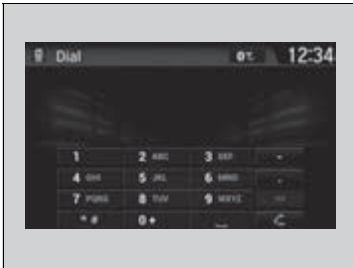 Dial 0℃ 12:34
1 2 ABC 3 DEF -
4 GHI 5 JKL 6 MNO
7 PQRS 8 TUV 9 WXYZ
* # 0 +